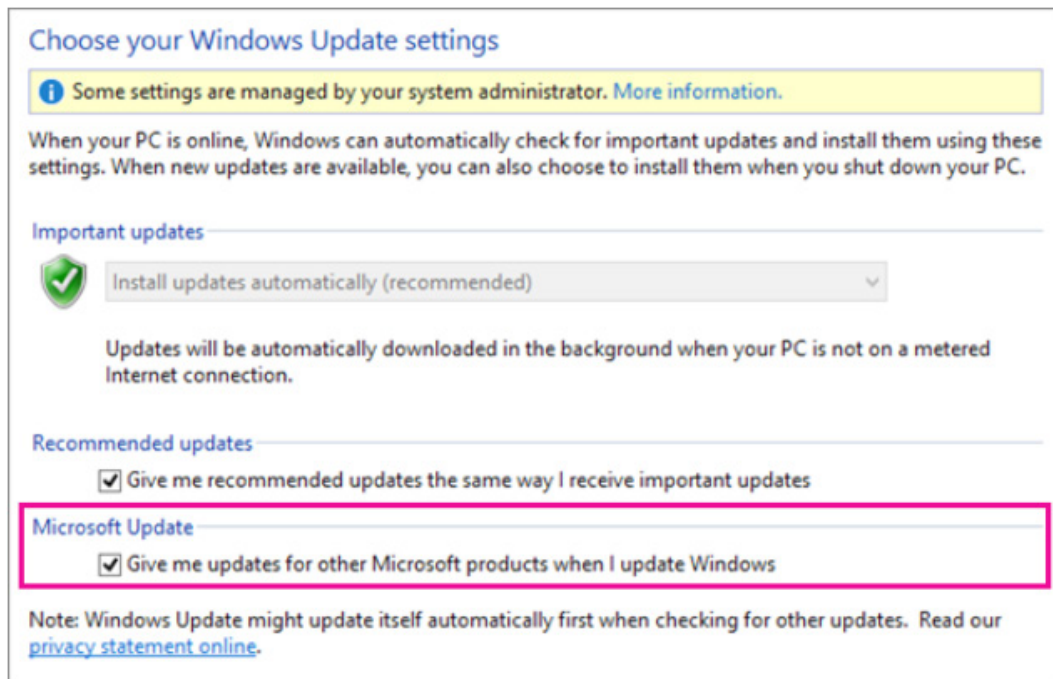 Choose your Windows Update settings
Some settings are managed by your system administrator. More information.
When your PC is online, Windows can automatically check for important updates and install them using these
settings. When new updates are available, you can also choose to install them when you shut down your PC.
Important updates
Install updates automatically (recommended)
Updates will be automatically downloaded in the background when your PC is not on a metered
Internet connection.
Recommended updates
Give me recommended updates the same way I receive important updates
Microsoft Update
Give me updates for other Microsoft products when I update Windows
Note: Windows Update might update itself automatically first when checking for other updates.  Read our
privacy statement online.